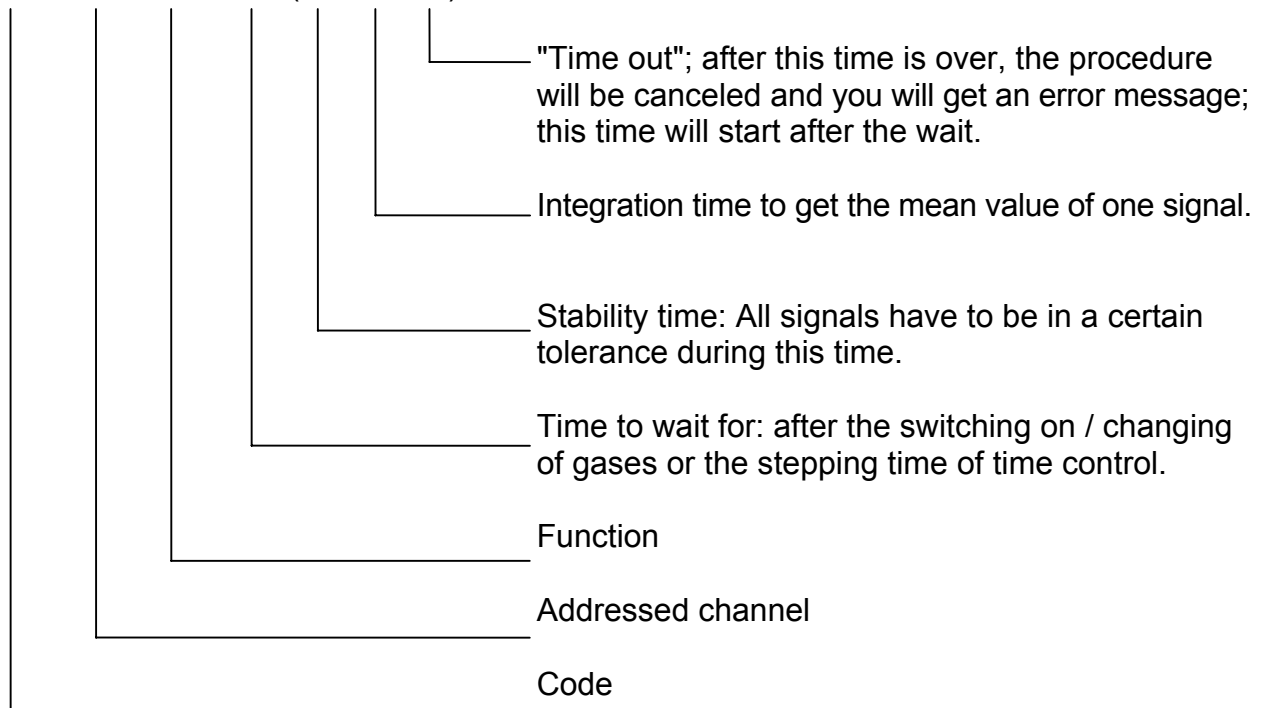 "Time out"; after this time is over, the procedure
will be canceled and you will get an error message;
this time will start after the wait.
Integration time to get the mean value of one signal.
Stability time: All signals have to be in a certain
tolerance during this time.
Time to wait for: after the switching on / changing
of gases or the stepping time of time control.
Function
Addressed channel
Code